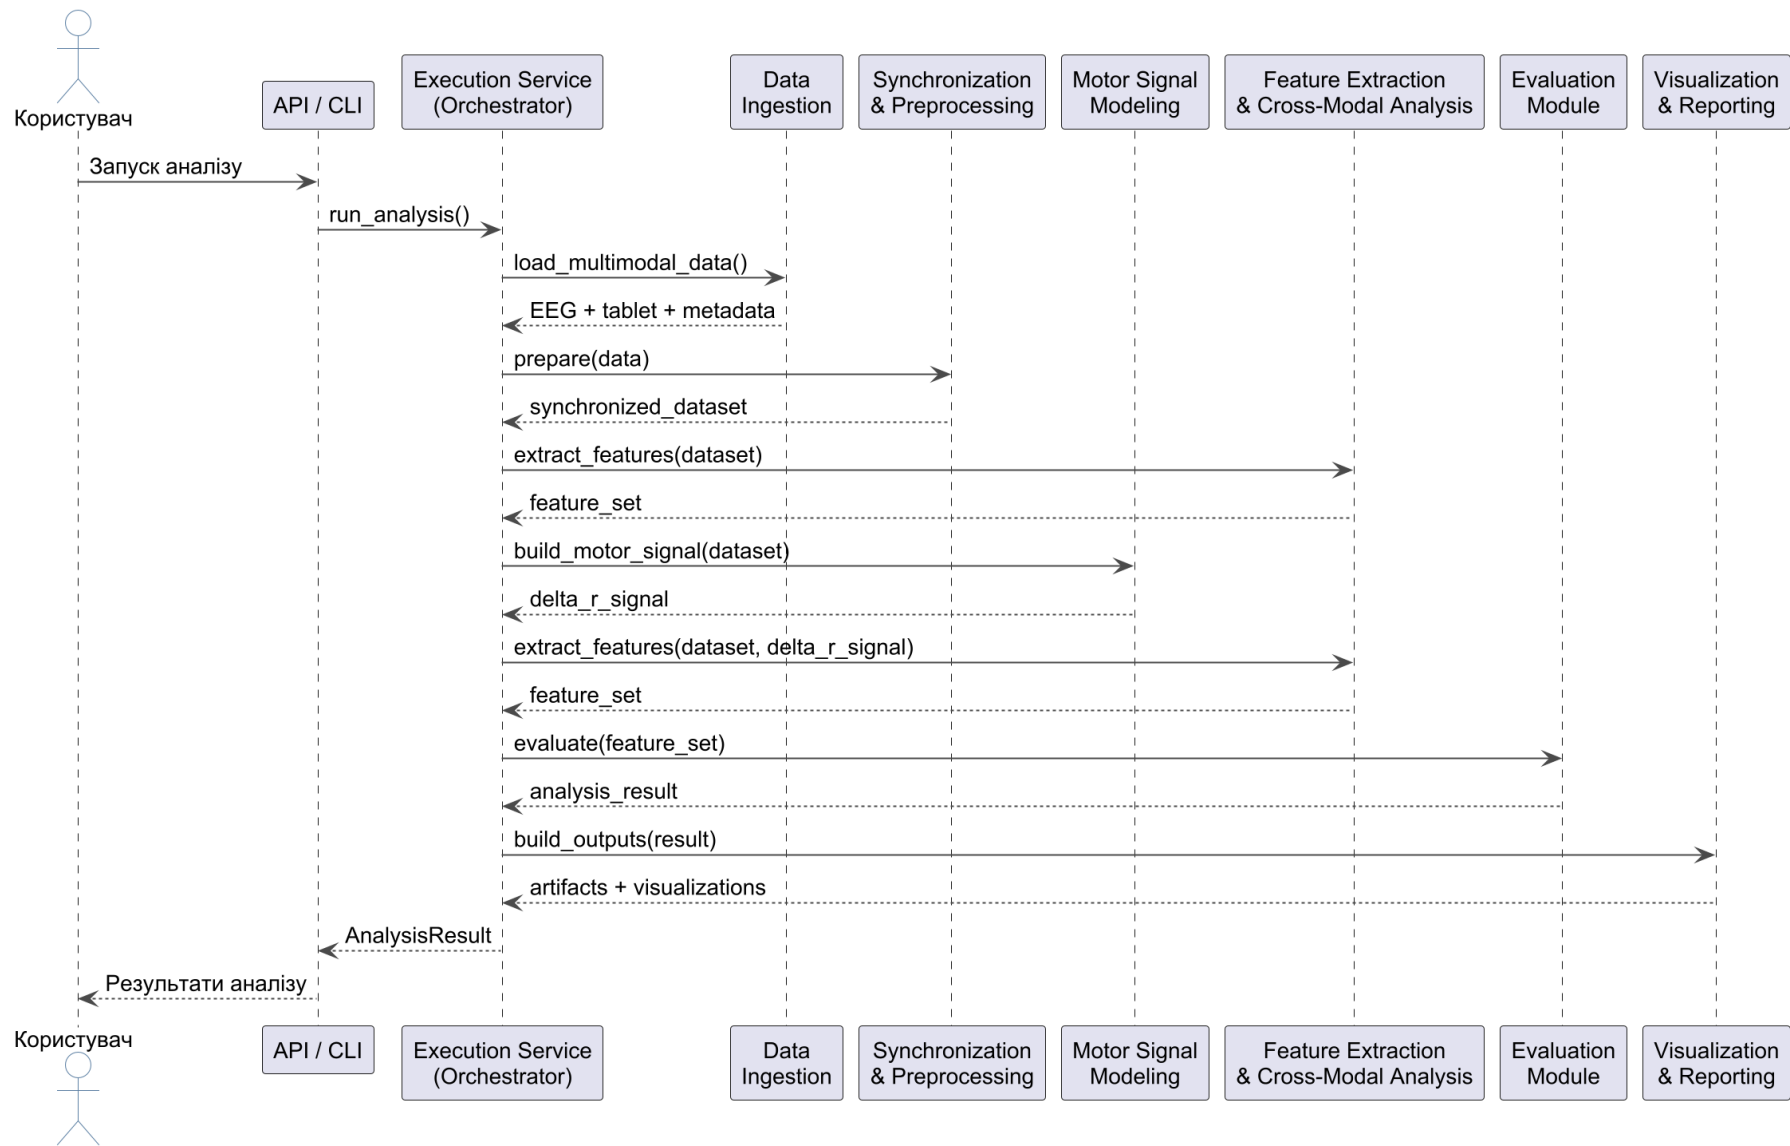 Користувач
API / CLI
Execution Service
(Orchestrator)
Data
Ingestion
Synchronization
& Preprocessing
Motor Signal
Modeling
Feature Extraction
& Cross-Modal Analysis
Evaluation
Module
Visualization
& Reporting
Запуск аналізу
run_analysis()
load_multimodal_data()
EEG + tablet + metadata
prepare(data)
synchronized_dataset
extract_features(dataset)
feature_set
build_motor_signal(dataset)
delta_r_signal
extract_features(dataset, delta_r_signal)
feature_set
evaluate(feature_set)
analysis_result
build_outputs(result)
artifacts + visualizations
AnalysisResult
Результати аналізу
Користувач
API / CLI
Execution Service
(Orchestrator)
Data
Ingestion
Synchronization
& Preprocessing
Motor Signal
Modeling
Feature Extraction
& Cross-Modal Analysis
Evaluation
Module
Visualization
& Reporting